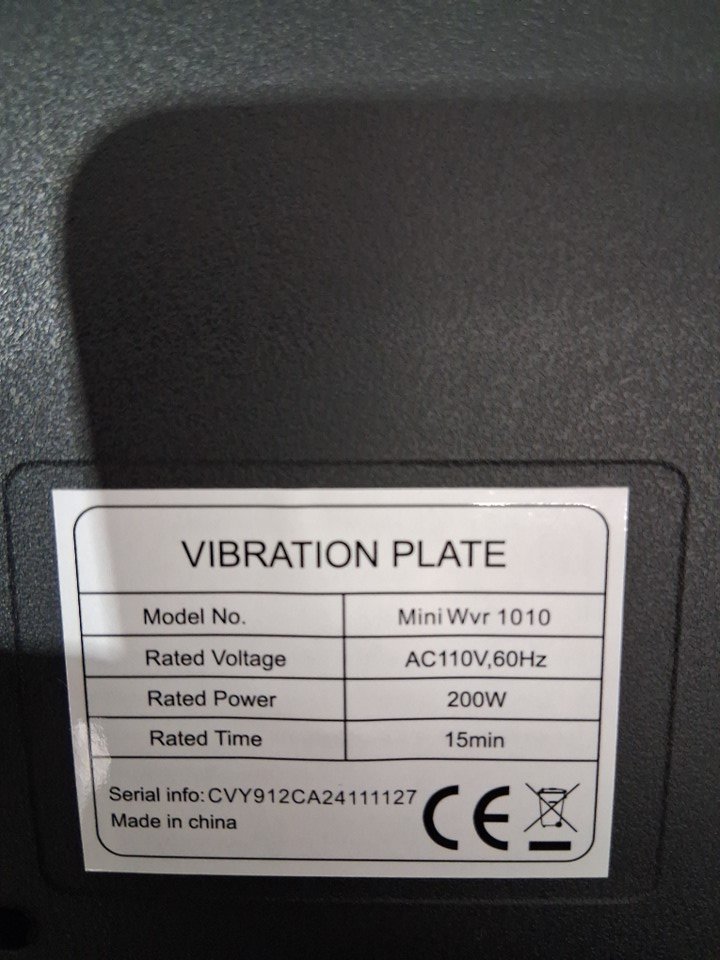 VIBRATION PLATE
Model No. Mini Wvr 1010
Rated Voltage AC110V,60Hz
Rated Power 200W
Rated Time 15min
Serial info: CVY912CA24111127
Made in china
CE